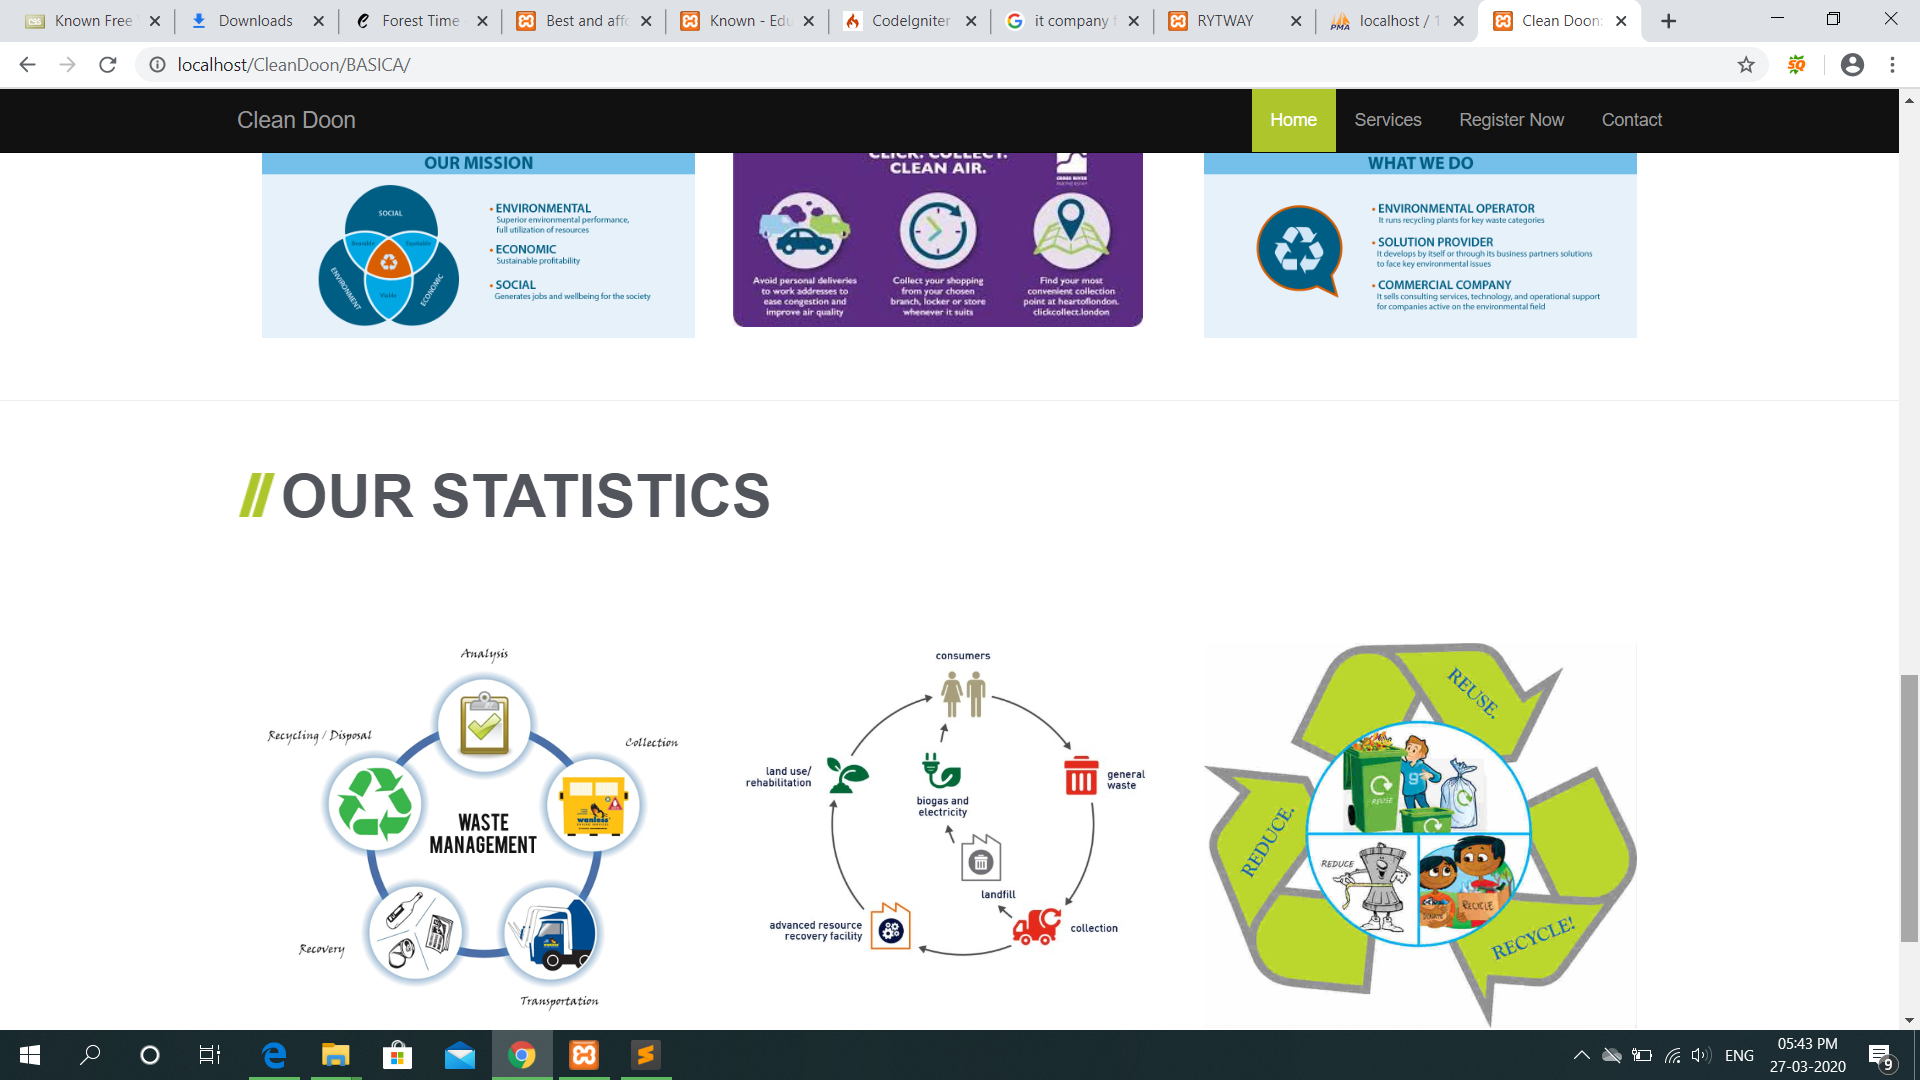 Known Free
Downloads
Forest Time
Best and affo
Known - Edu
CodeIgniter
it company f
RYTWAY
localhost / 1
Clean Doon:
localhost/CleanDoon/BASICA/
Clean Doon
Home
Services
Register Now
Contact
OUR MISSION
SOCIAL
Bearable
Equitable
Viable
ENVIRONMENT
ECONOMIC
• ENVIRONMENTAL
Superior environmental performance,
full utilization of resources
• ECONOMIC
Sustainable profitability
• SOCIAL
Generates jobs and wellbeing for the society
CLICK. COLLECT.
CLEAN AIR.
CROSS RIVER
PARTNERSHIP
Avoid personal deliveries
to work addresses to
ease congestion and
improve air quality
Collect your shopping
from your chosen
branch, locker or store
whenever it suits
Find your most
convenient collection
point at heartoflondon.
clickcollect.london
WHAT WE DO
• ENVIRONMENTAL OPERATOR
It runs recycling plants for key waste categories
• SOLUTION PROVIDER
It develops by itself or through its business partners solutions
to face key environmental issues
• COMMERCIAL COMPANY
It sells consulting services, technology, and operational support
for companies active on the environmental field
// OUR STATISTICS
Analysis
Recycling / Disposal
Collection
wanless
WASTE
MANAGEMENT
Recovery
Transportation
consumers
land use/
rehabilitation
biogas and
electricity
general
waste
landfill
advanced resource
recovery facility
collection
REUSE.
REDUCE.
RECYCLE!
REUSE
REDUCE
DONATE
RECYCLE
ENG
05:43 PM
27-03-2020
9